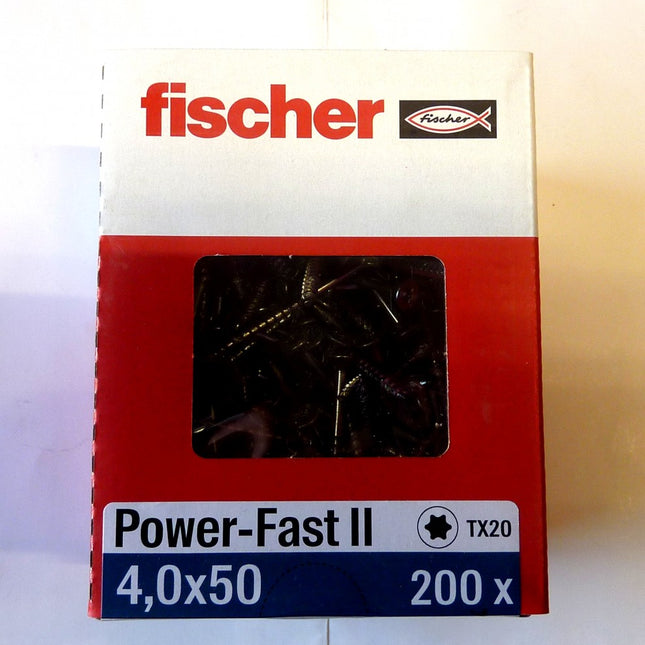 fischer fischer
Power-Fast II TX20
4,0x50 200 x